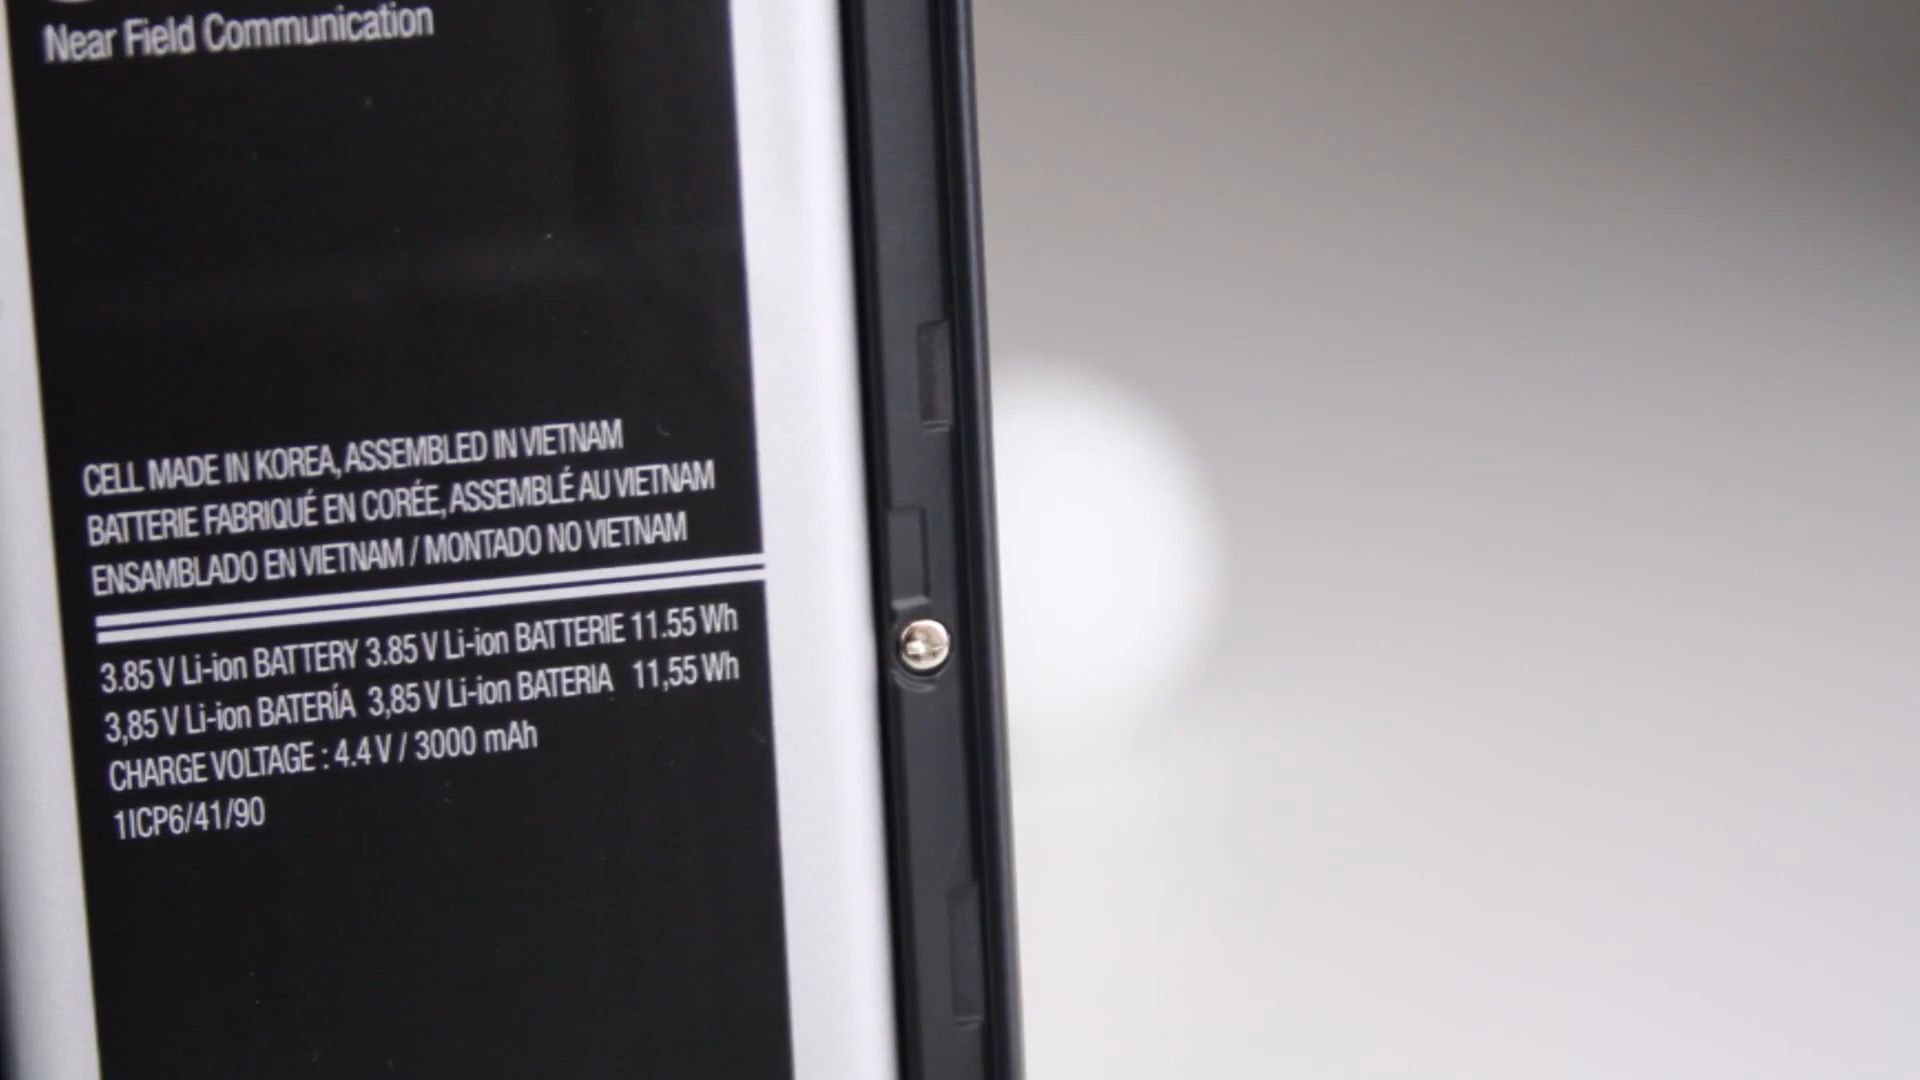 Near Field Communication
CELL MADE IN KOREA, ASSEMBLED IN VIETNAM
BATTERIE FABRIQUÉ EN CORÉE, ASSEMBLÉ AU VIETNAM
ENSAMBLADO EN VIETNAM / MONTADO NO VIETNAM
3.85 V Li-ion BATTERY 3.85 V Li-ion BATTERIE 11.55 Wh
3,85 V Li-ion BATERÍA 3,85 V Li-ion BATERIA 11,55 Wh
CHARGE VOLTAGE : 4.4 V / 3000 mAh
1ICP6/41/90